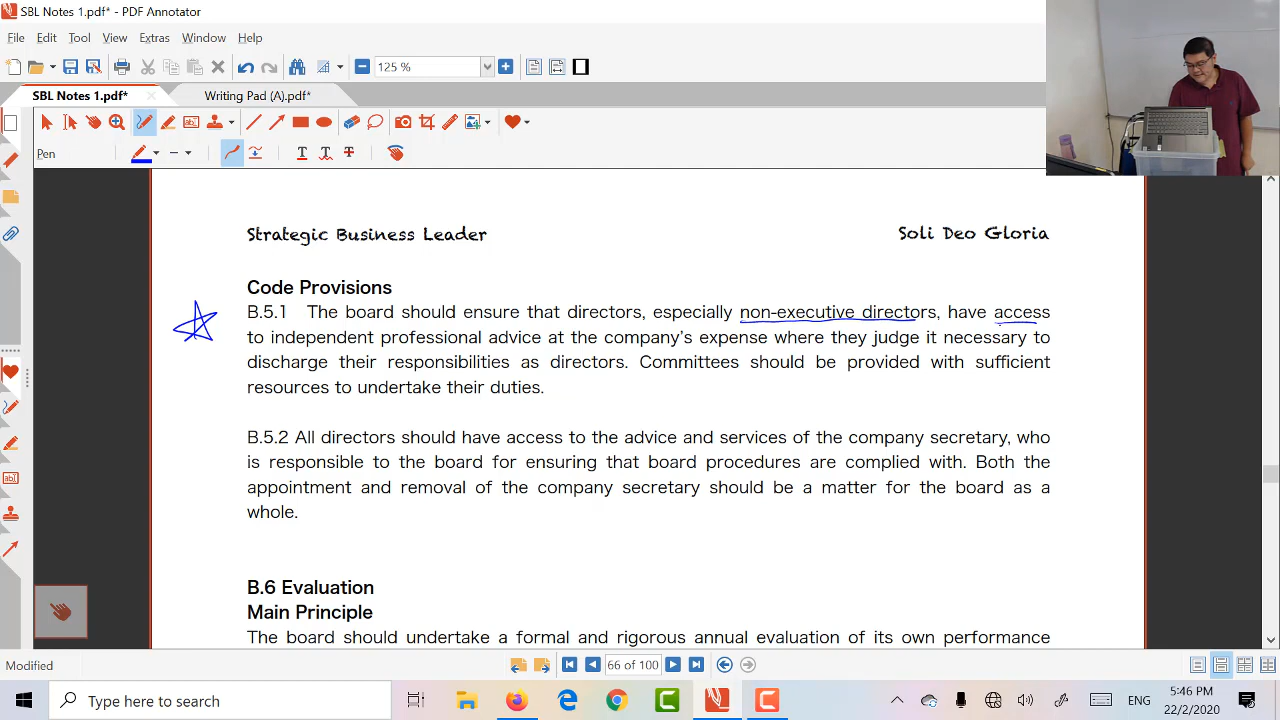 SBL Notes 1.pdf* - PDF Annotator
File Edit Tool View Extras Window Help
125 %
SBL Notes 1.pdf* Writing Pad (A).pdf*
Pen
Strategic Business Leader Soli Deo Gloria
Code Provisions
B.5.1 The board should ensure that directors, especially non-executive directors, have access
to independent professional advice at the company's expense where they judge it necessary to
discharge their responsibilities as directors. Committees should be provided with sufficient
resources to undertake their duties.
B.5.2 All directors should have access to the advice and services of the company secretary, who
is responsible to the board for ensuring that board procedures are complied with. Both the
appointment and removal of the company secretary should be a matter for the board as a
whole.
B.6 Evaluation
Main Principle
The board should undertake a formal and rigorous annual evaluation of its own performance
Modified 66 of 100
Type here to search ENG 5:46 PM
22/2/2020